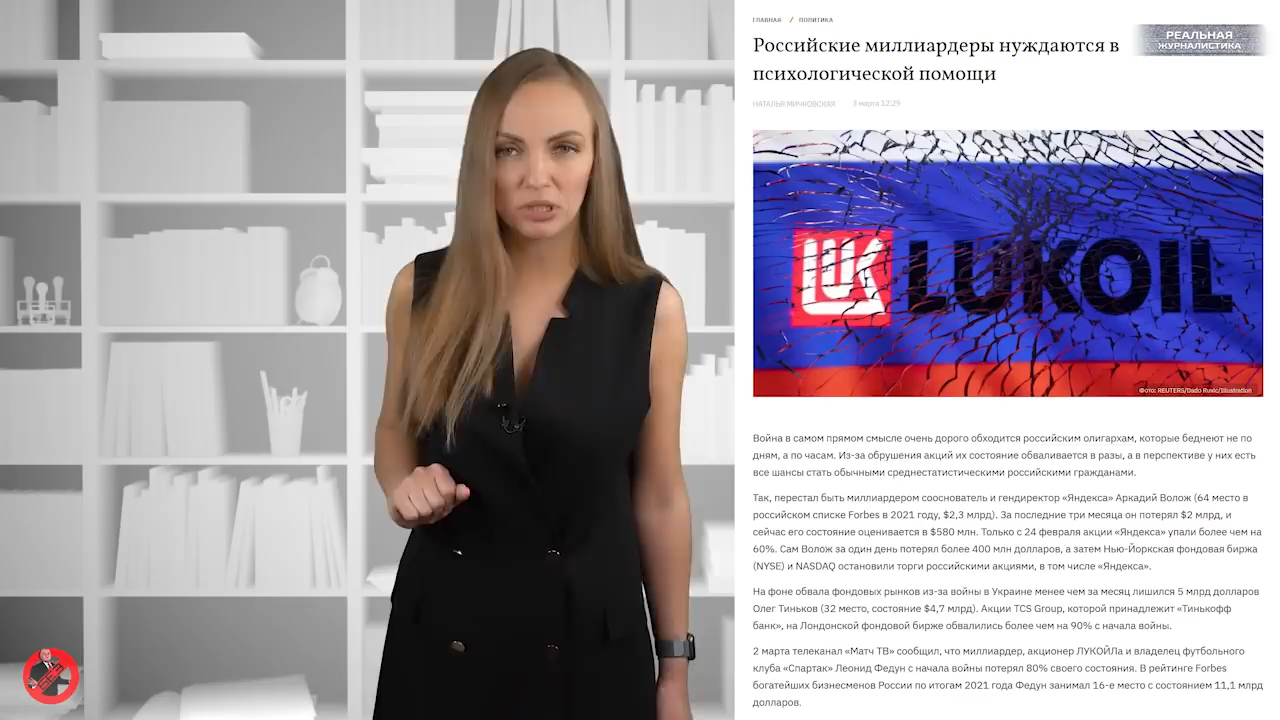 ГЛАВНАЯ / ПОЛИТИКА
РЕАЛЬНАЯ
ЖУРНАЛИСТИКА
Российские миллиардеры нуждаются в
психологической помощи
НАТАЛЬЯ МИЧКОВСКАЯ 3 марта 12:29
LUK LUKOIL
Фото: REUTERS/Dado Ruvic/Illustration
Война в самом прямом смысле очень дорого обходится российским олигархам, которые беднеют не по
дням, а по часам. Из-за обрушения акций их состояние обваливается в разы, а в перспективе у них есть
все шансы стать обычными среднестатистическими российскими гражданами.
Так, перестал быть миллиардером сооснователь и гендиректор «Яндекса» Аркадий Волож (64 место в
российском списке Forbes в 2021 году, $2,3 млрд). За последние три месяца он потерял $2 млрд, и
сейчас его состояние оценивается в $580 млн. Только с 24 февраля акции «Яндекса» упали более чем на
60%. Сам Волож за один день потерял более 400 млн долларов, а затем Нью-Йоркская фондовая биржа
(NYSE) и NASDAQ остановили торги российскими акциями, в том числе «Яндекса».
На фоне обвала фондовых рынков из-за войны в Украине менее чем за месяц лишился 5 млрд долларов
Олег Тиньков (32 место, состояние $4,7 млрд). Акции TCS Group, которой принадлежит «Тинькофф
банк», на Лондонской фондовой бирже обвалились более чем на 90% с начала войны.
2 марта телеканал «Матч ТВ» сообщил, что миллиардер, акционер ЛУКОЙЛа и владелец футбольного
клуба «Спартак» Леонид Федун с начала войны потерял 80% своего состояния. В рейтинге Forbes
богатейших бизнесменов России по итогам 2021 года Федун занимал 16-е место с состоянием 11,1 млрд
долларов.